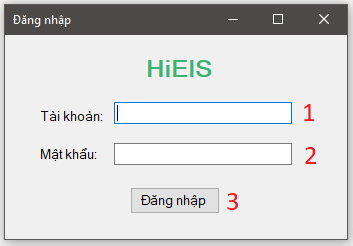 Đăng nhập
HiEIS
Tài khoản: 1
Mật khẩu: 2
Đăng nhập 3